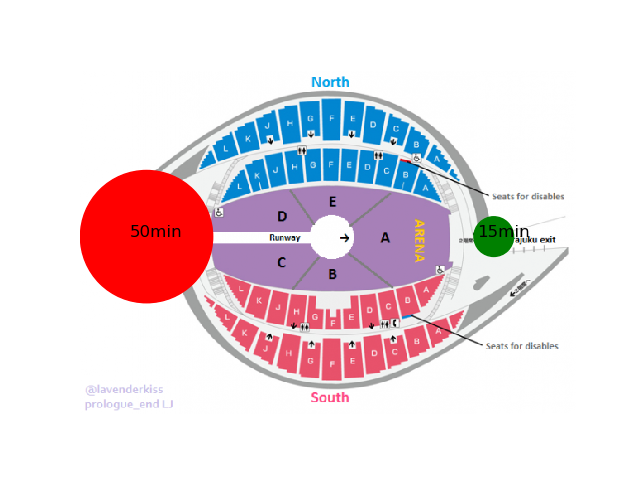 North
L K J H G F E D C B A
L K J H G F E D C B A
Seats for disables
D E
50min
Runway
A
ARENA
15min
ajuku exit
C B
L K J H G F E D C B A
L K J H G F E D C B A
Seats for disables
@lavenderkiss
prologue_end LJ
South